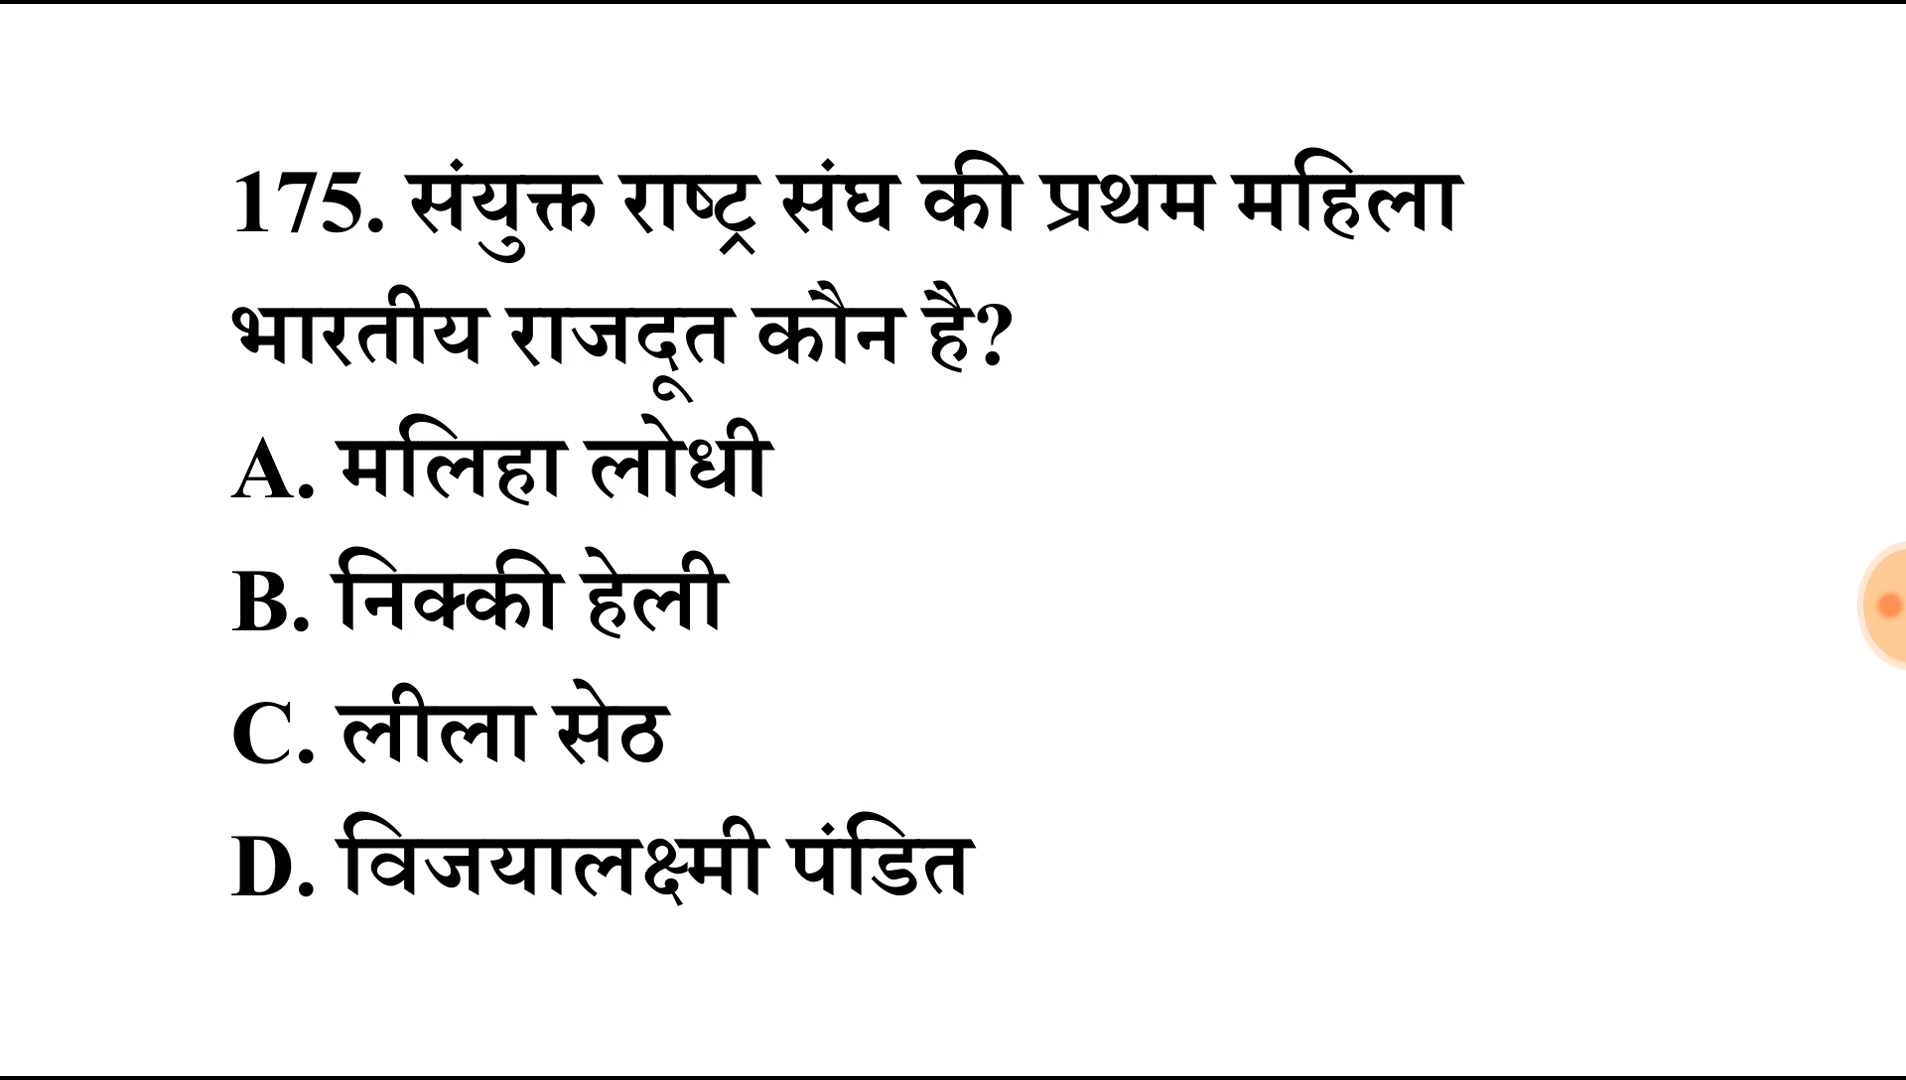 175. संयुक्त राष्ट्र संघ की प्रथम महिला
भारतीय राजदूत कौन है?
A. मलिहा लोधी
B. निक्की हेली
C. लीला सेठ
D. विजयालक्ष्मी पंडित